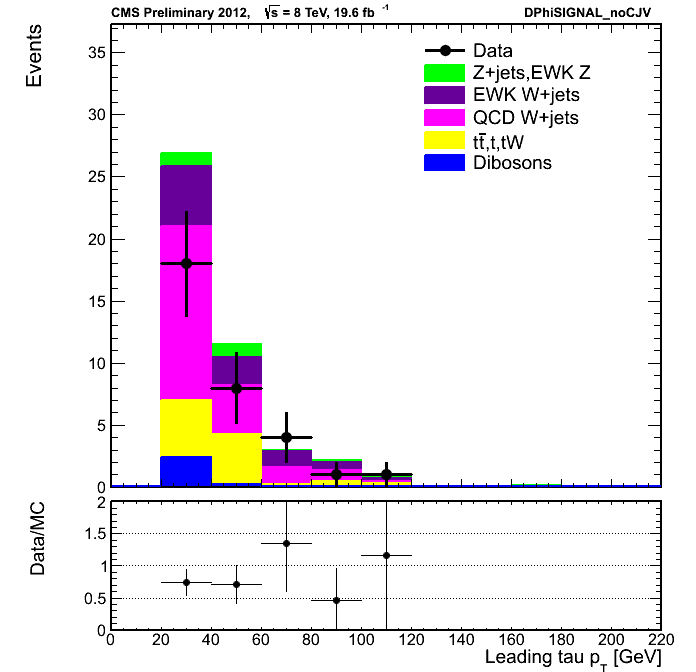 CMS Preliminary 2012, √s = 8 TeV, 19.6 fb⁻¹ DPhiSIGNAL_noCJV
Events
35
30
25
20
15
10
5
0
Data
Z+jets,EWK Z
EWK W+jets
QCD W+jets
tt̄,t,tW
Dibosons
Data/MC
2
1.5
1
0.5
0
0 20 40 60 80 100 120 140 160 180 200 220
Leading tau p_T [GeV]